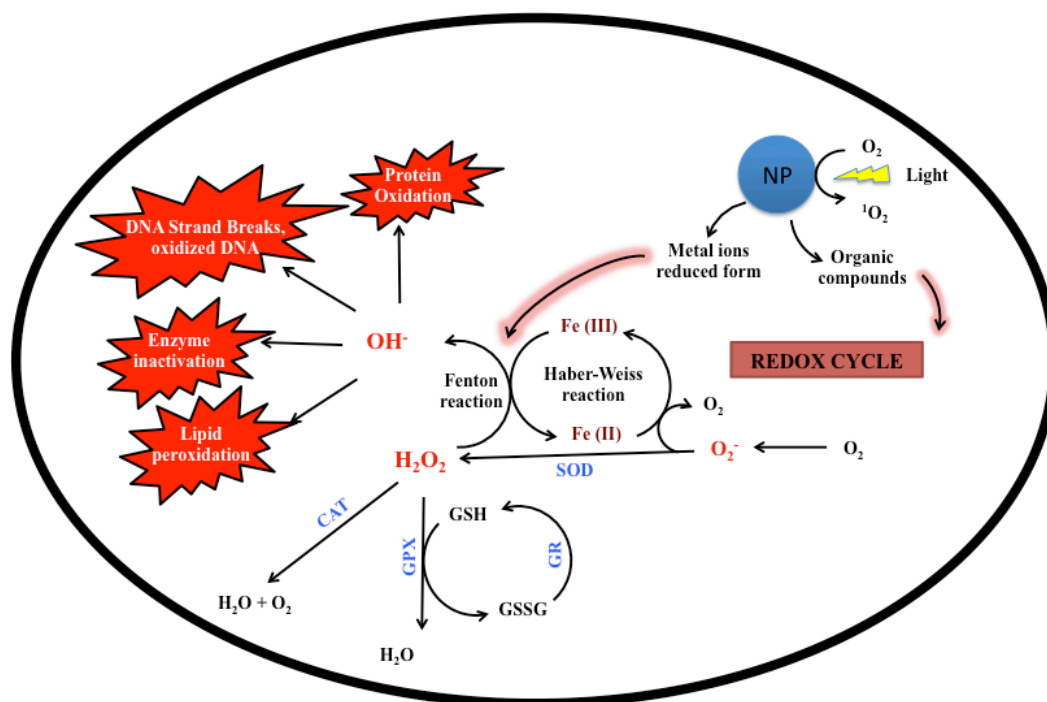 Protein
Oxidation
DNA Strand Breaks,
oxidized DNA
Enzyme
inactivation
Lipid
peroxidation
NP
O₂
Light
¹O₂
Metal ions
reduced form
Organic
compounds
REDOX CYCLE
OH⁻
Fenton
reaction
Fe (III)
Haber-Weiss
reaction
Fe (II)
O₂
H₂O₂
SOD
O₂⁻
O₂
CAT
GPX
GSH
GR
GSSG
H₂O + O₂
H₂O